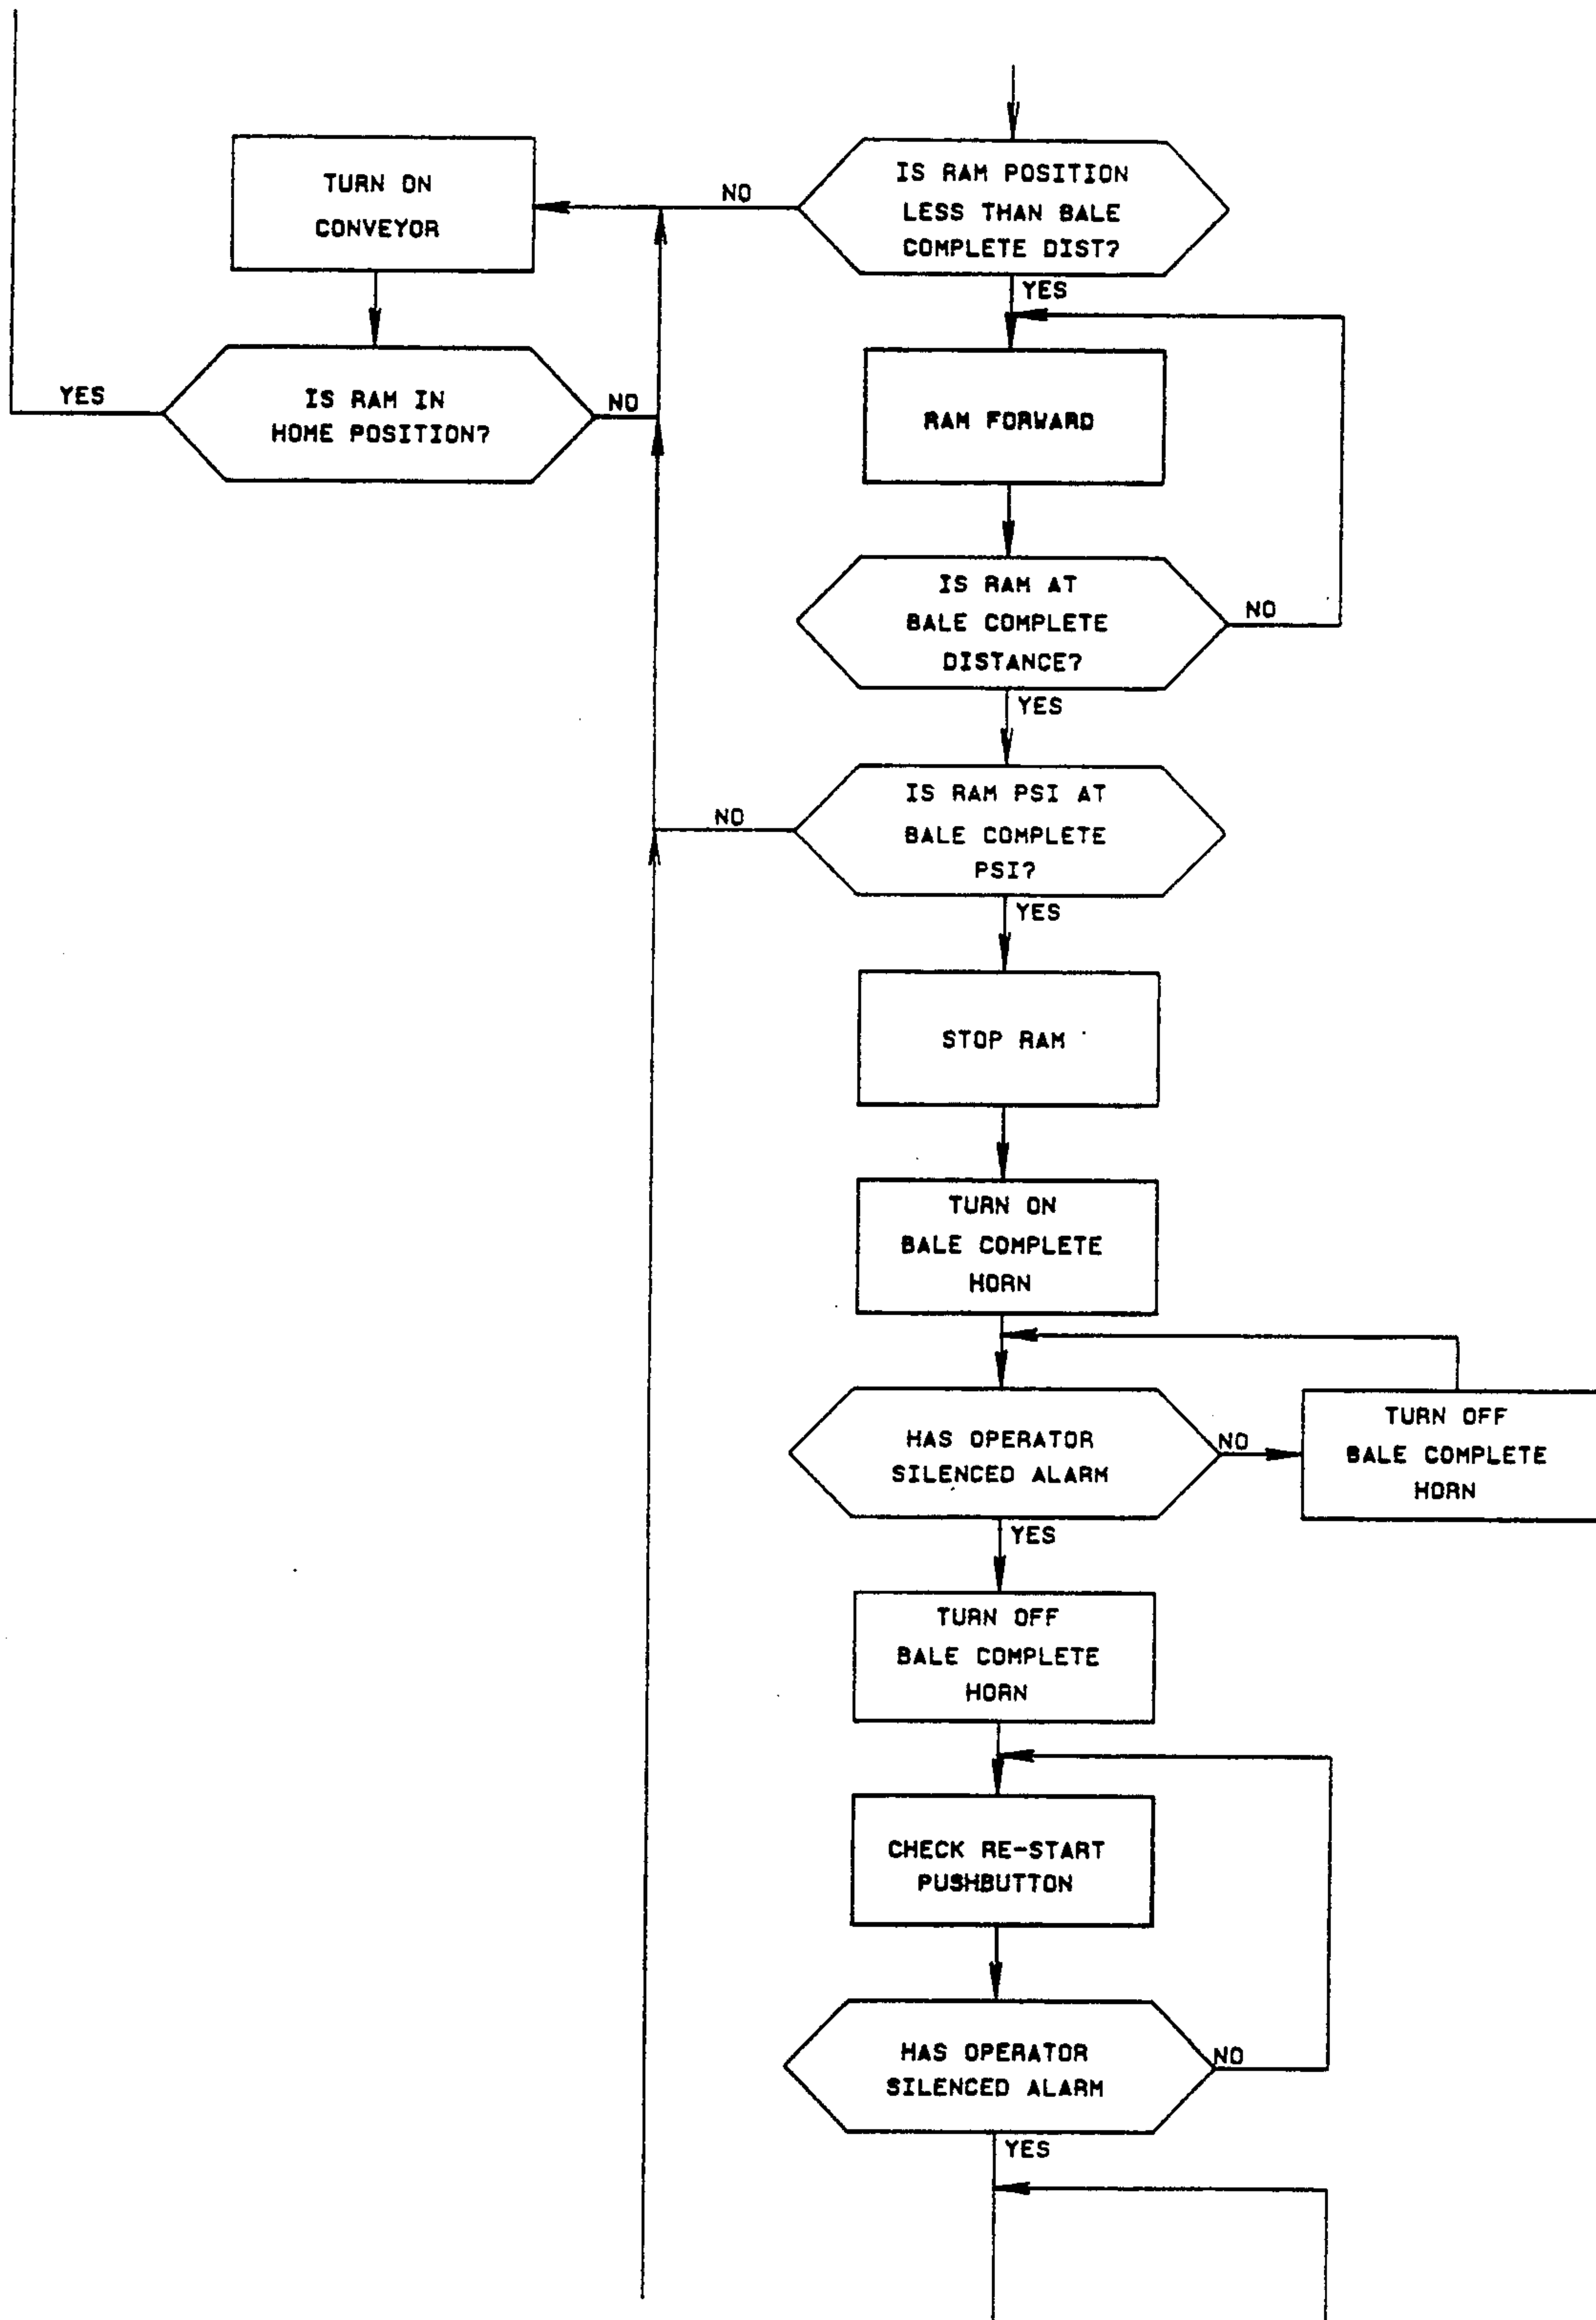 TURN ON
CONVEYOR
NO
IS RAM POSITION
LESS THAN BALE
COMPLETE DIST?
YES
YES
IS RAM IN
HOME POSITION?
NO
RAM FORWARD
IS RAM AT
BALE COMPLETE
DISTANCE?
NO
YES
NO
IS RAM PSI AT
BALE COMPLETE
PSI?
YES
STOP RAM
TURN ON
BALE COMPLETE
HORN
HAS OPERATOR
SILENCED ALARM
NO
TURN OFF
BALE COMPLETE
HORN
YES
TURN OFF
BALE COMPLETE
HORN
CHECK RE-START
PUSHBUTTON
HAS OPERATOR
SILENCED ALARM
NO
YES